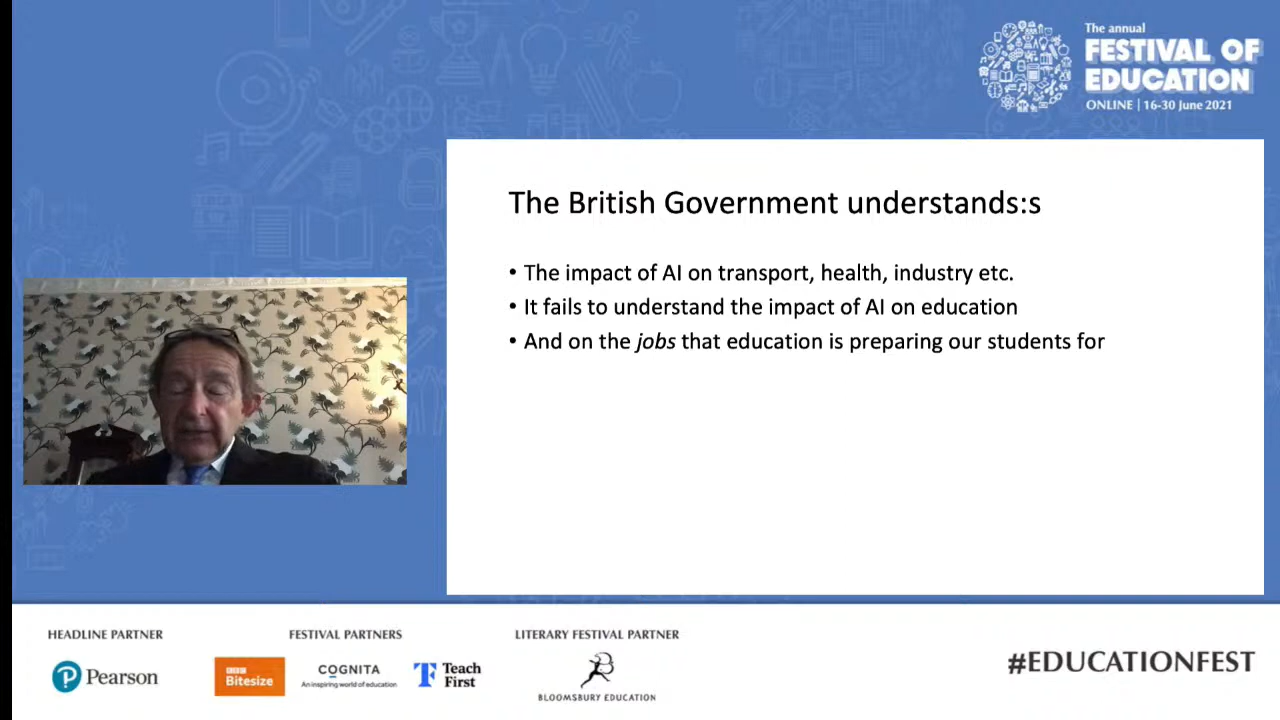 The annual
FESTIVAL OF
EDUCATION
ONLINE | 16-30 June 2021
The British Government understands:s
• The impact of AI on transport, health, industry etc.
• It fails to understand the impact of AI on education
• And on the jobs that education is preparing our students for
HEADLINE PARTNER
FESTIVAL PARTNERS
LITERARY FESTIVAL PARTNER
Pearson
BBC
Bitesize
COGNITA
An inspiring world of education
Teach
First
BLOOMSBURY EDUCATION
#EDUCATIONFEST